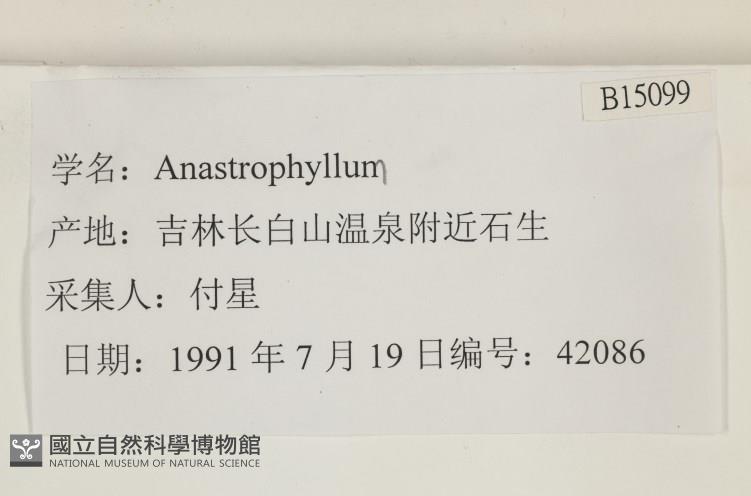 B15099
学名：Anastrophyllum
产地：吉林长白山温泉附近石生
采集人：付星
日期：1991 年 7 月 19 日编号：42086
國立自然科學博物館
NATIONAL MUSEUM OF NATURAL SCIENCE